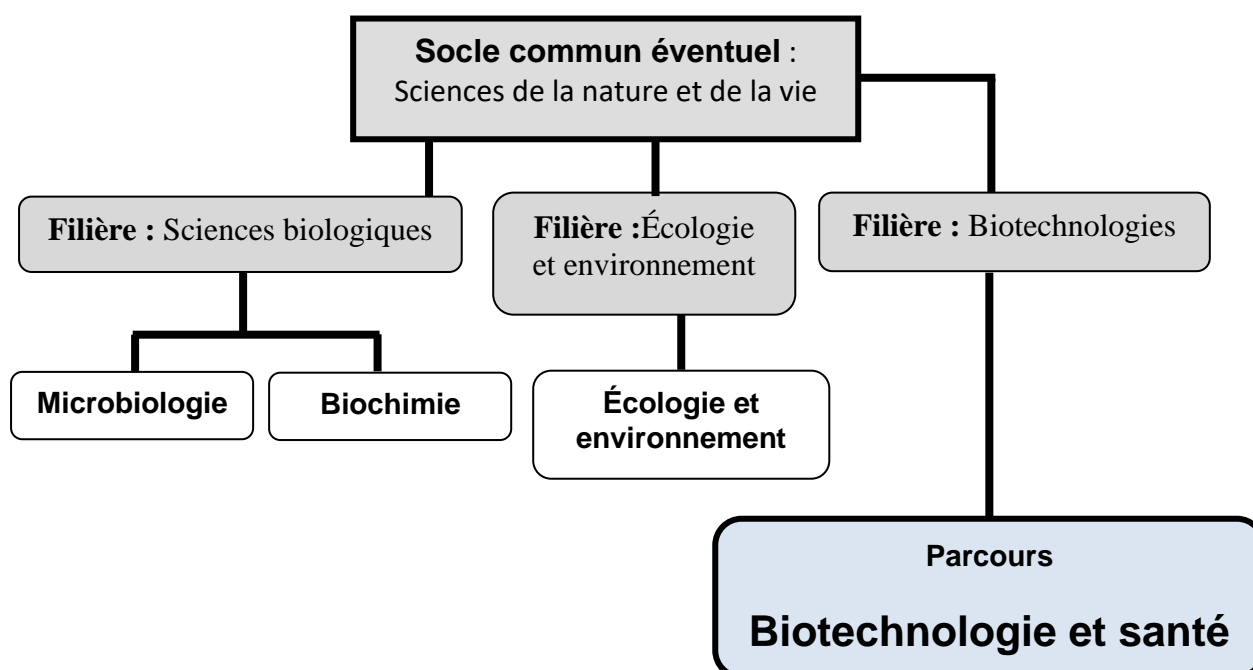 Socle commun éventuel :
Sciences de la nature et de la vie
Filière : Sciences biologiques
Filière :Écologie
et environnement
Filière : Biotechnologies
Microbiologie
Biochimie
Écologie et
environnement
Parcours
Biotechnologie et santé